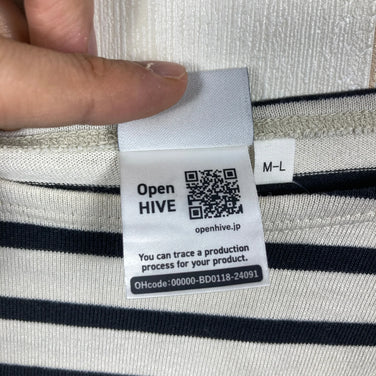 Open
HIVE
openhive.jp
You can trace a production
process for your product.
OHcode:00000-BD0118-24091
M-L